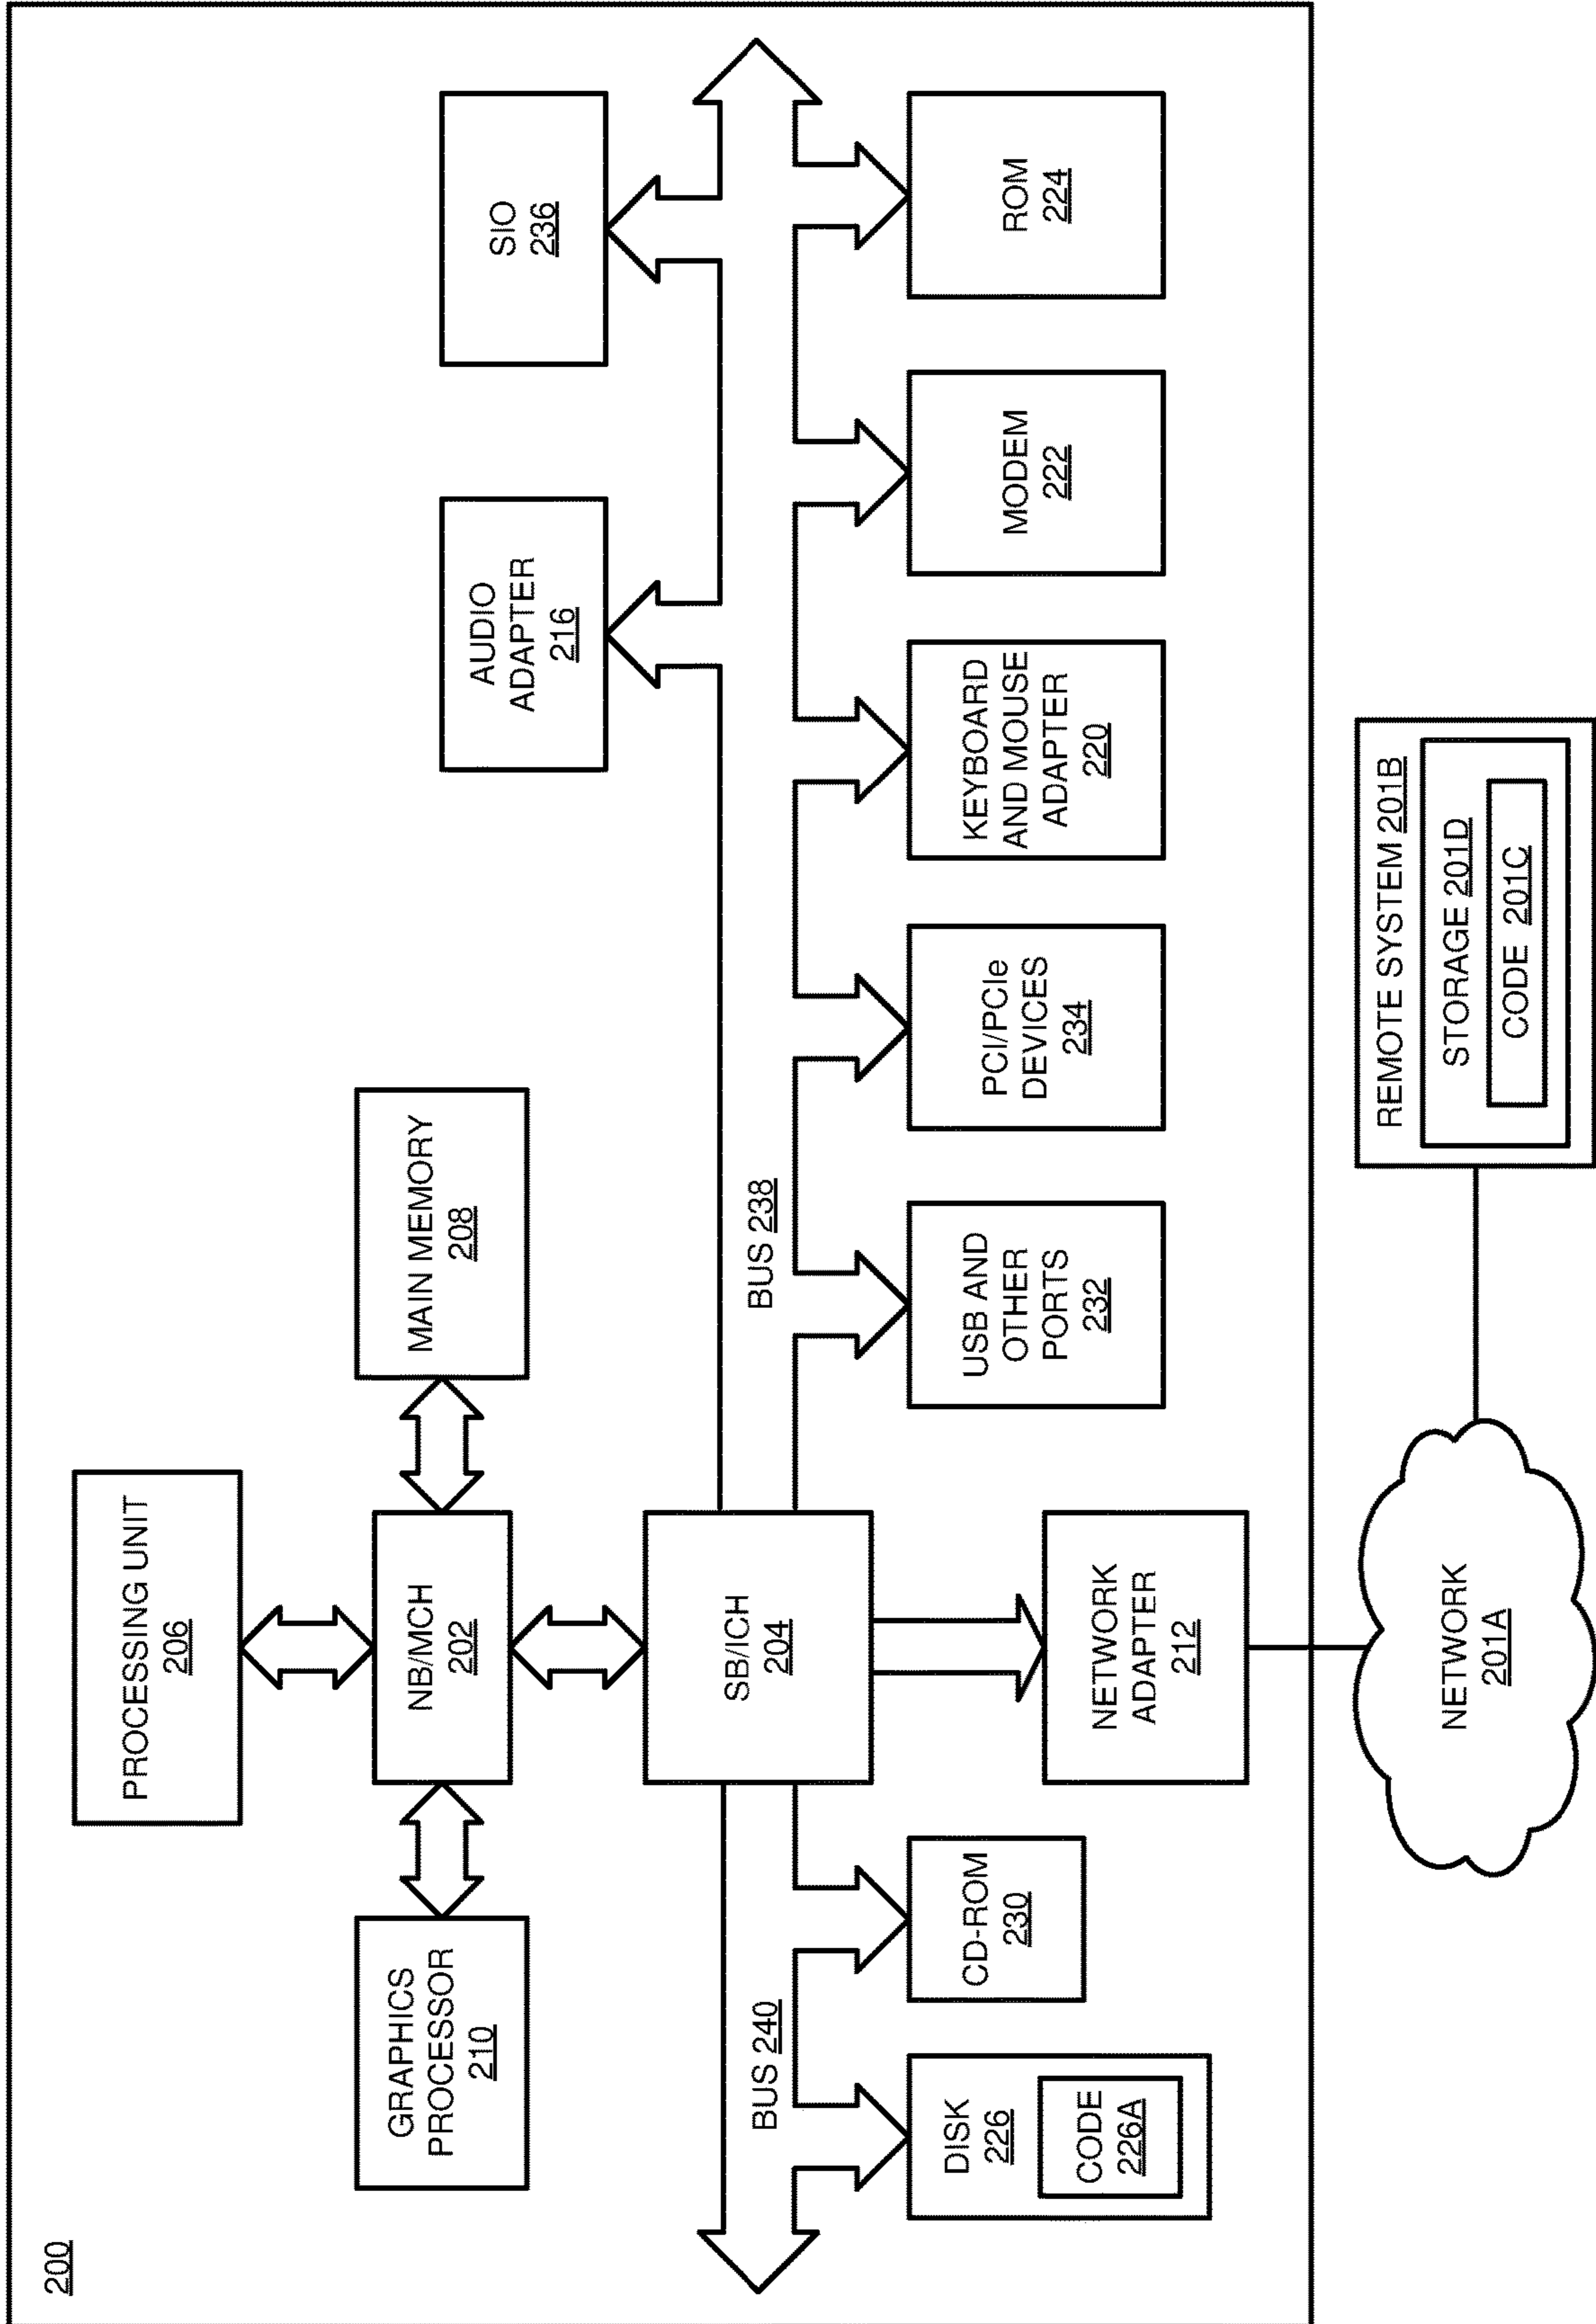 200
PROCESSING UNIT
206
GRAPHICS
PROCESSOR
210
NB/MCH
202
MAIN MEMORY
208
AUDIO
ADAPTER
216
SIO
236
SB/ICH
204
BUS 240
BUS 238
DISK
226
CODE
226A
CD-ROM
230
NETWORK
ADAPTER
212
USB AND
OTHER
PORTS
232
PCI/PCIe
DEVICES
234
KEYBOARD
AND MOUSE
ADAPTER
220
MODEM
222
ROM
224
NETWORK
201A
REMOTE SYSTEM 201B
STORAGE 201D
CODE 201C